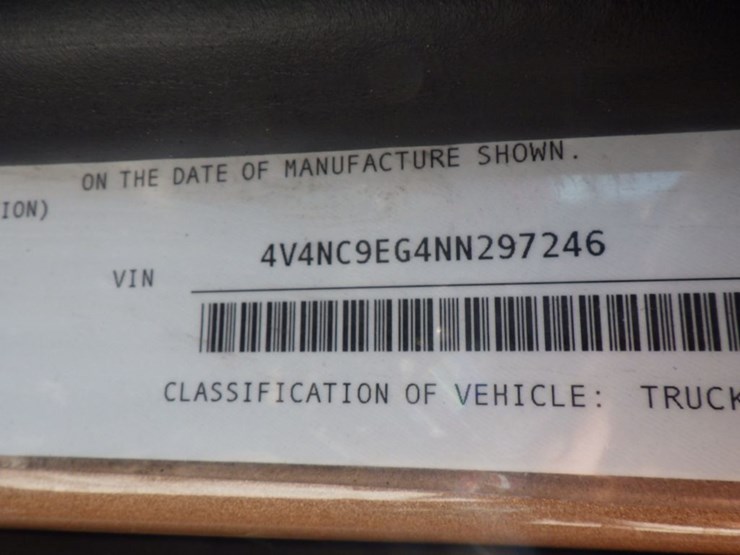 ON THE DATE OF MANUFACTURE SHOWN.
ION)
VIN 4V4NC9EG4NN297246
CLASSIFICATION OF VEHICLE: TRUCK